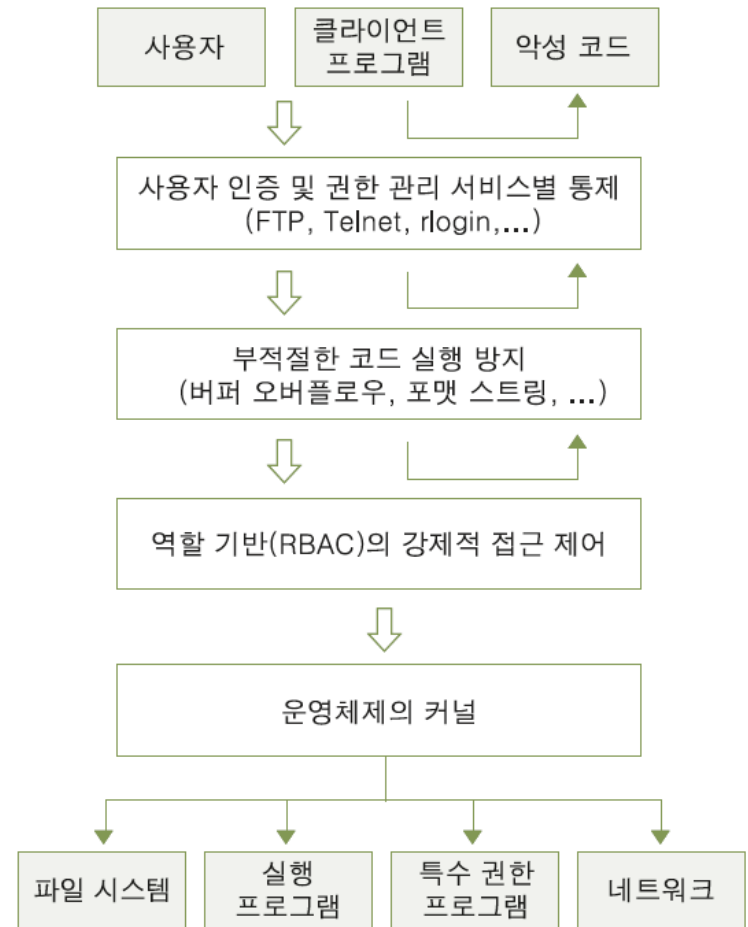 사용자
클라이언트
프로그램
악성 코드
사용자 인증 및 권한 관리 서비스별 통제
(FTP, Telnet, rlogin,...)
부적절한 코드 실행 방지
(버퍼 오버플로우, 포맷 스트링, ...)
역할 기반(RBAC)의 강제적 접근 제어
운영체제의 커널
파일 시스템
실행
프로그램
특수 권한
프로그램
네트워크